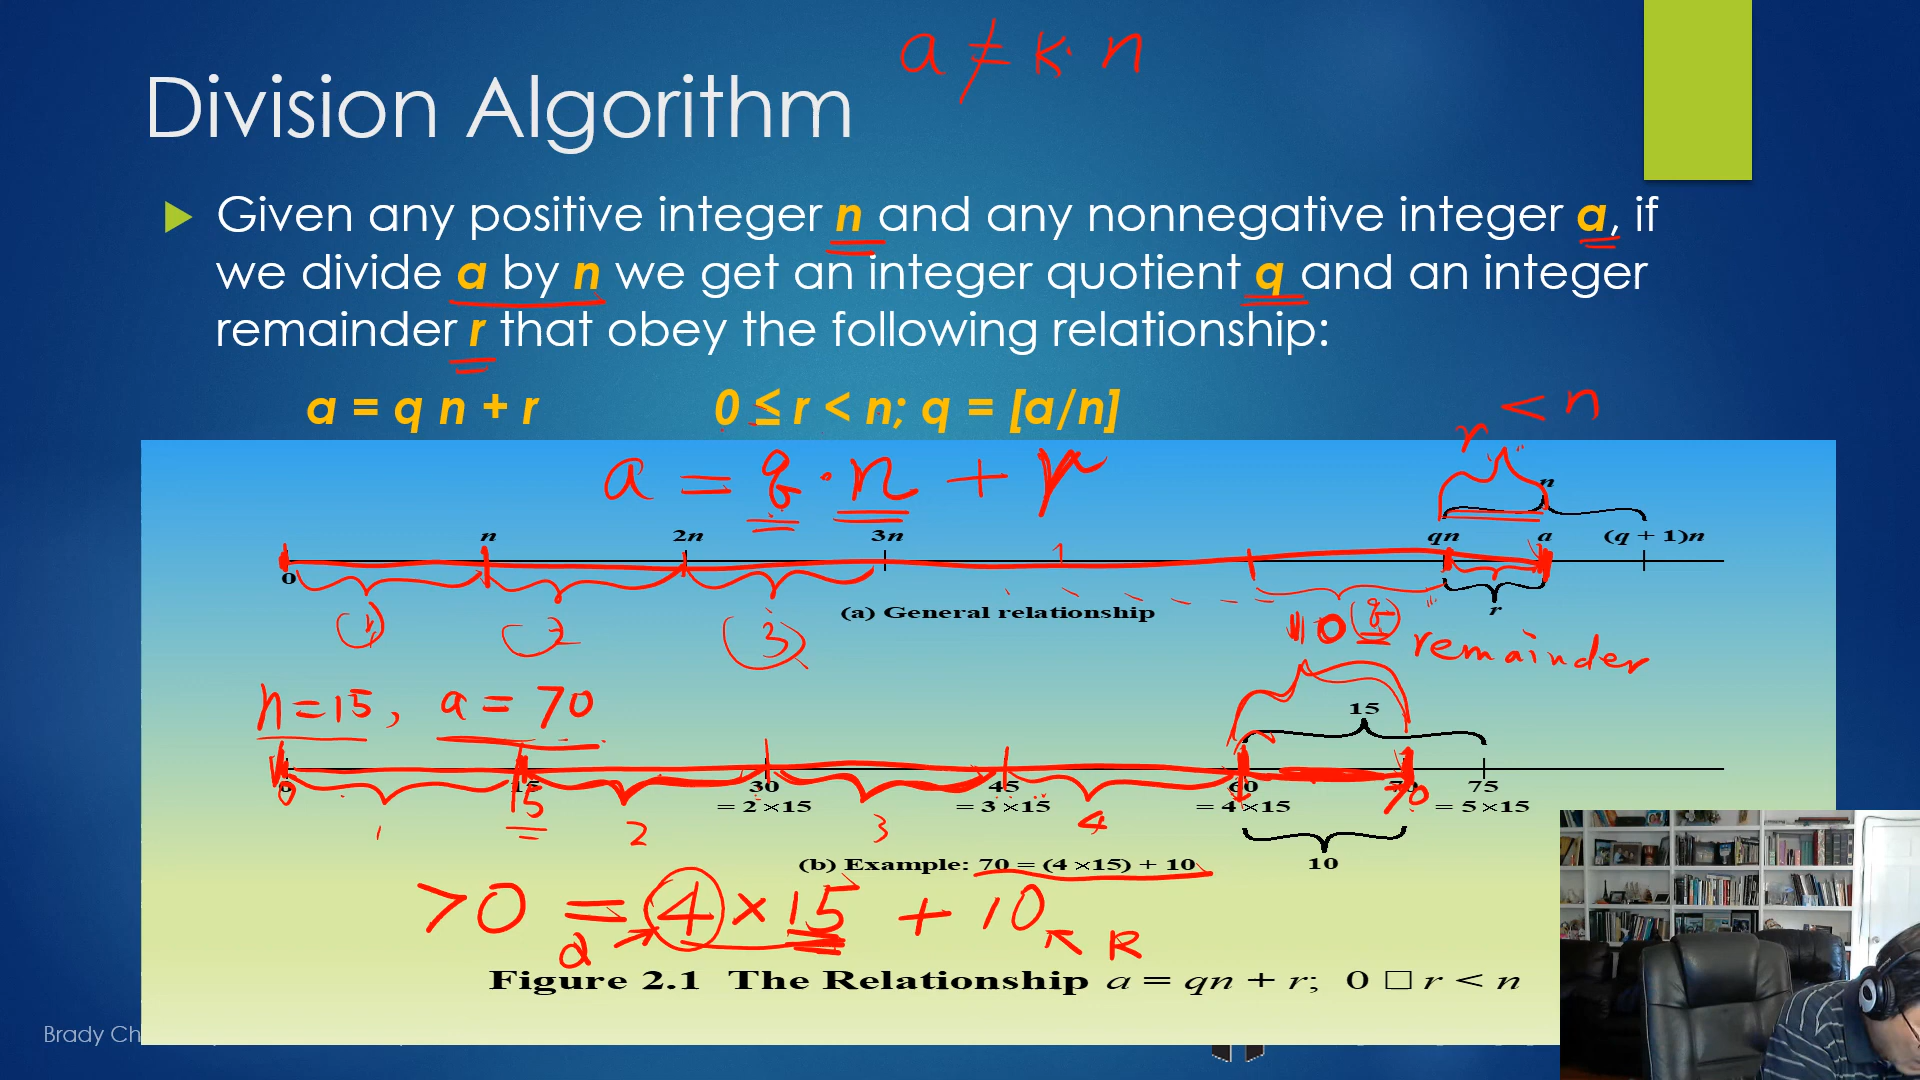 a ≠ k · n
Division Algorithm
Given any positive integer n and any nonnegative integer a, if
we divide a by n we get an integer quotient q and an integer
remainder r that obey the following relationship:
a = q n + r 0 ≤ r < n; q = [a/n]
r < n
a = q · n + r
n
n 2n 3n qn a (q + 1)n
0
1
r
(a) General relationship
1 2 3
10 q remainder
n=15, a = 70
15
0 15 30 45 60 70 75
= 2 ×15 = 3 ×15 = 4 ×15 = 5 ×15
1 2 3 4
(b) Example: 70 = (4 ×15) + 10
10
70 = 4 × 15 + 10
R
Figure 2.1 The Relationship a = qn + r; 0 □ r < n
Brady Ch